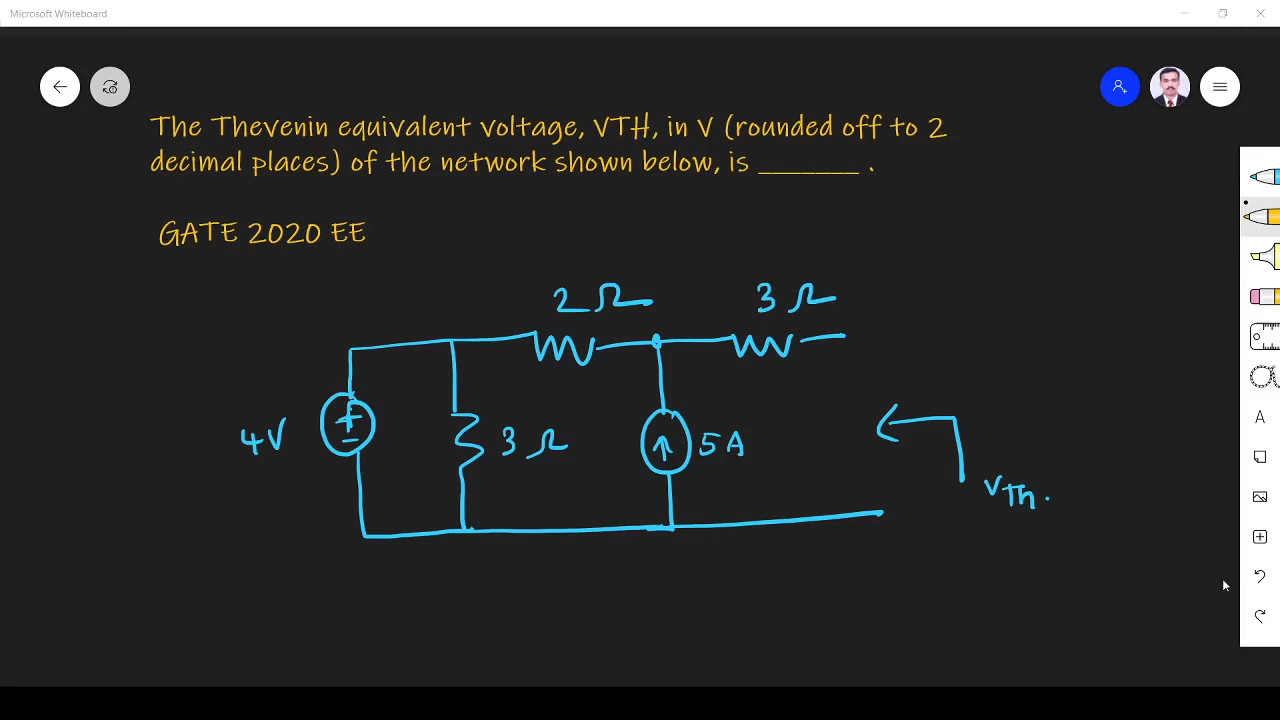 Microsoft Whiteboard
The Thevenin equivalent voltage, VTH, in V (rounded off to 2
decimal places) of the network shown below, is _______ .
GATE 2020 EE
2 Ω
3 Ω
4V
+
-
3 Ω
5 A
VTh .
A